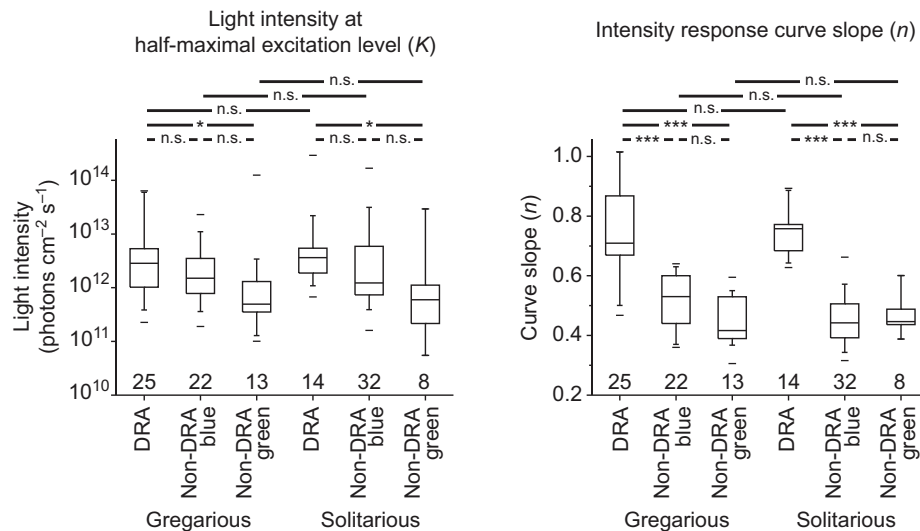 Light intensity at
half-maximal excitation level (K)
n.s.
n.s.
n.s.
* *
n.s. n.s. n.s. n.s.
Light intensity
(photons cm⁻² s⁻¹)
10¹⁴
10¹³
10¹²
10¹¹
10¹⁰
25 22 13 14 32 8
DRA
Non-DRA
blue
Non-DRA
green
DRA
Non-DRA
blue
Non-DRA
green
Gregarious Solitarious
Intensity response curve slope (n)
n.s.
n.s.
n.s.
*** ***
*** n.s. *** n.s.
Curve slope (n)
1.0
0.8
0.6
0.4
0.2
25 22 13 14 32 8
DRA
Non-DRA
blue
Non-DRA
green
DRA
Non-DRA
blue
Non-DRA
green
Gregarious Solitarious